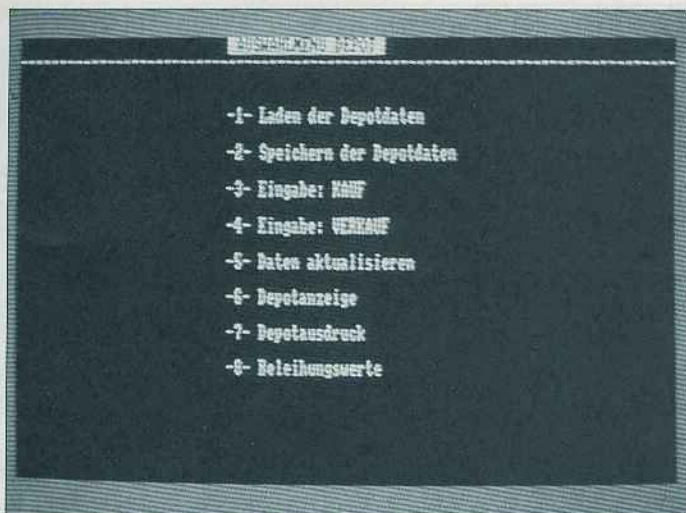 AUSWAHLMENU DEPOT
-1- Laden der Depotdaten
-2- Speichern der Depotdaten
-3- Eingabe: KAUF
-4- Eingabe: VERKAUF
-5- Daten aktualisieren
-6- Depotanzeige
-7- Depotausdruck
-8- Beleihungswerte